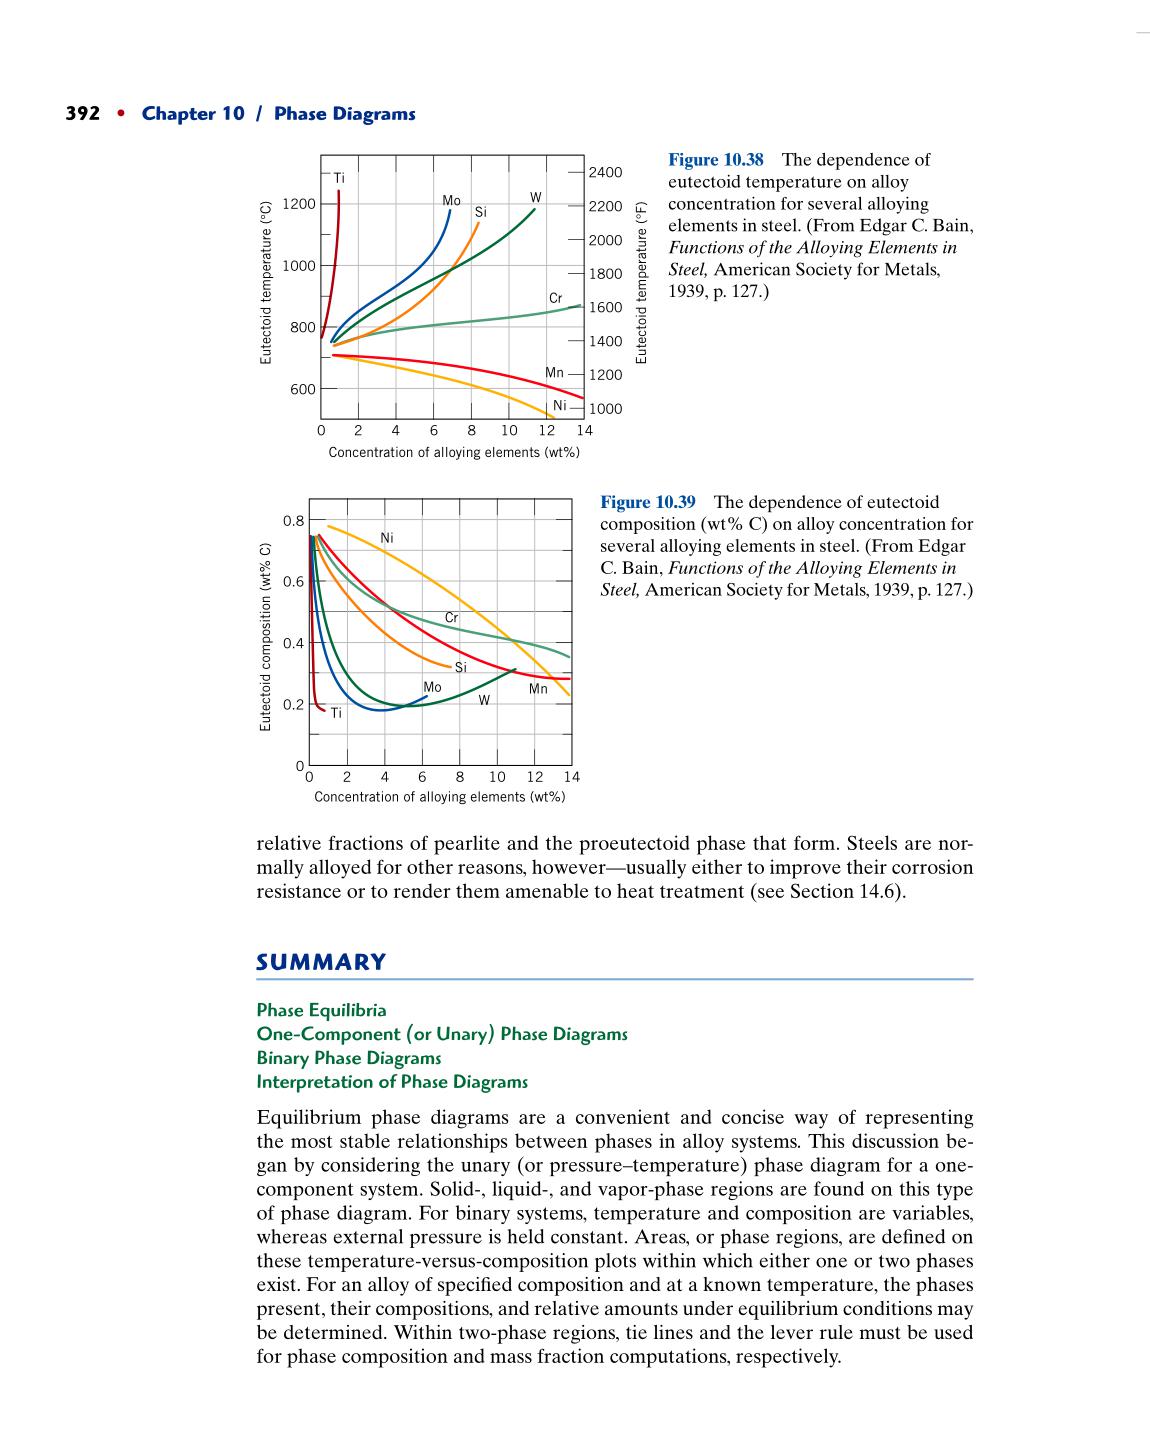 392 • Chapter 10 / Phase Diagrams
Ti
Mo
Si
W
Cr
Mn
Ni
1200
1000
800
600
Eutectoid temperature (°C)
2400
2200
2000
1800
1600
1400
1200
1000
Eutectoid temperature (°F)
0 2 4 6 8 10 12 14
Concentration of alloying elements (wt%)
Figure 10.38 The dependence of
eutectoid temperature on alloy
concentration for several alloying
elements in steel. (From Edgar C. Bain,
Functions of the Alloying Elements in
Steel, American Society for Metals,
1939, p. 127.)
0.8
0.6
0.4
0.2
0
Eutectoid composition (wt% C)
Ni
Cr
Si
Mo
W
Mn
Ti
0 2 4 6 8 10 12 14
Concentration of alloying elements (wt%)
Figure 10.39 The dependence of eutectoid
composition (wt% C) on alloy concentration for
several alloying elements in steel. (From Edgar
C. Bain, Functions of the Alloying Elements in
Steel, American Society for Metals, 1939, p. 127.)
relative fractions of pearlite and the proeutectoid phase that form. Steels are nor-
mally alloyed for other reasons, however—usually either to improve their corrosion
resistance or to render them amenable to heat treatment (see Section 14.6).
SUMMARY
Phase Equilibria
One-Component (or Unary) Phase Diagrams
Binary Phase Diagrams
Interpretation of Phase Diagrams
Equilibrium phase diagrams are a convenient and concise way of representing
the most stable relationships between phases in alloy systems. This discussion be-
gan by considering the unary (or pressure–temperature) phase diagram for a one-
component system. Solid-, liquid-, and vapor-phase regions are found on this type
of phase diagram. For binary systems, temperature and composition are variables,
whereas external pressure is held constant. Areas, or phase regions, are defined on
these temperature-versus-composition plots within which either one or two phases
exist. For an alloy of specified composition and at a known temperature, the phases
present, their compositions, and relative amounts under equilibrium conditions may
be determined. Within two-phase regions, tie lines and the lever rule must be used
for phase composition and mass fraction computations, respectively.